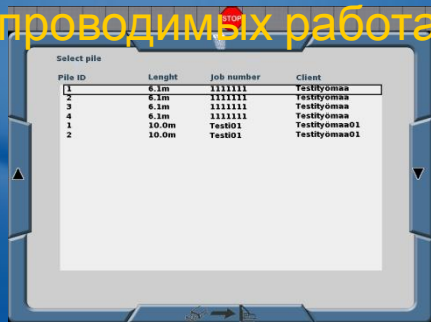 проводимых работа
STOP
Select pile
Pile ID Lenght Job number Client
1 6.1m 1111111 Testityömaa
2 6.1m 1111111 Testityömaa
3 6.1m 1111111 Testityömaa
4 6.1m 1111111 Testityömaa
1 10.0m Testi01 Testityömaa01
2 10.0m Testi01 Testityömaa01